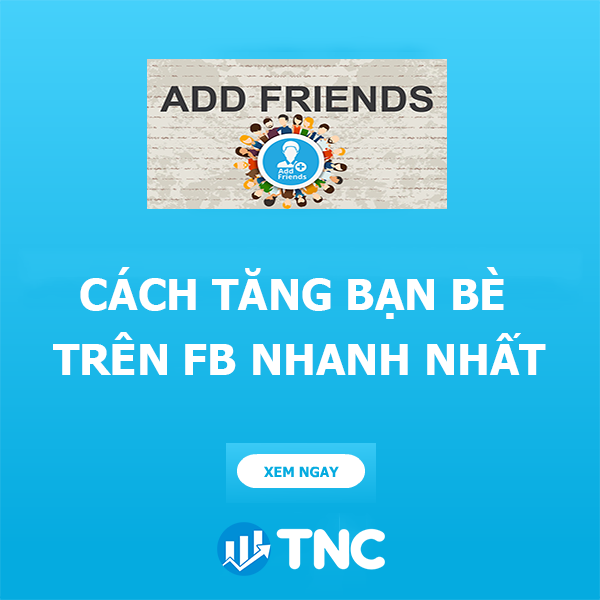 ADD FRIENDS
Add
Friends
CÁCH TĂNG BẠN BÈ
TRÊN FB NHANH NHẤT
XEM NGAY
TNC